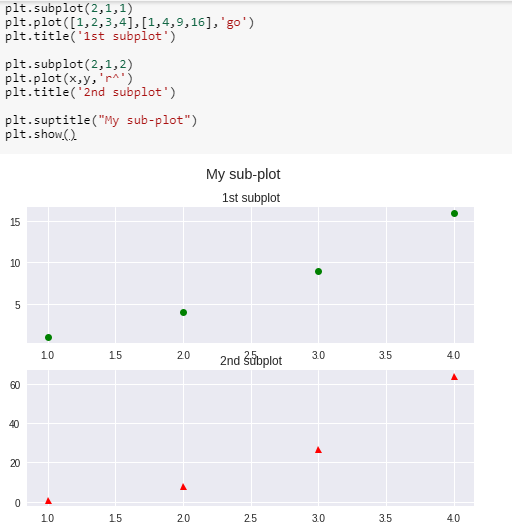 plt.subplot(2,1,1)
plt.plot([1,2,3,4],[1,4,9,16],'go')
plt.title('1st subplot')
plt.subplot(2,1,2)
plt.plot(x,y,'r^')
plt.title('2nd subplot')
plt.suptitle("My sub-plot")
plt.show()
My sub-plot
1st subplot
15
10
5
1.0 1.5 2.0 2.5 3.0 3.5 4.0
2nd subplot
60
40
20
0
1.0 1.5 2.0 2.5 3.0 3.5 4.0